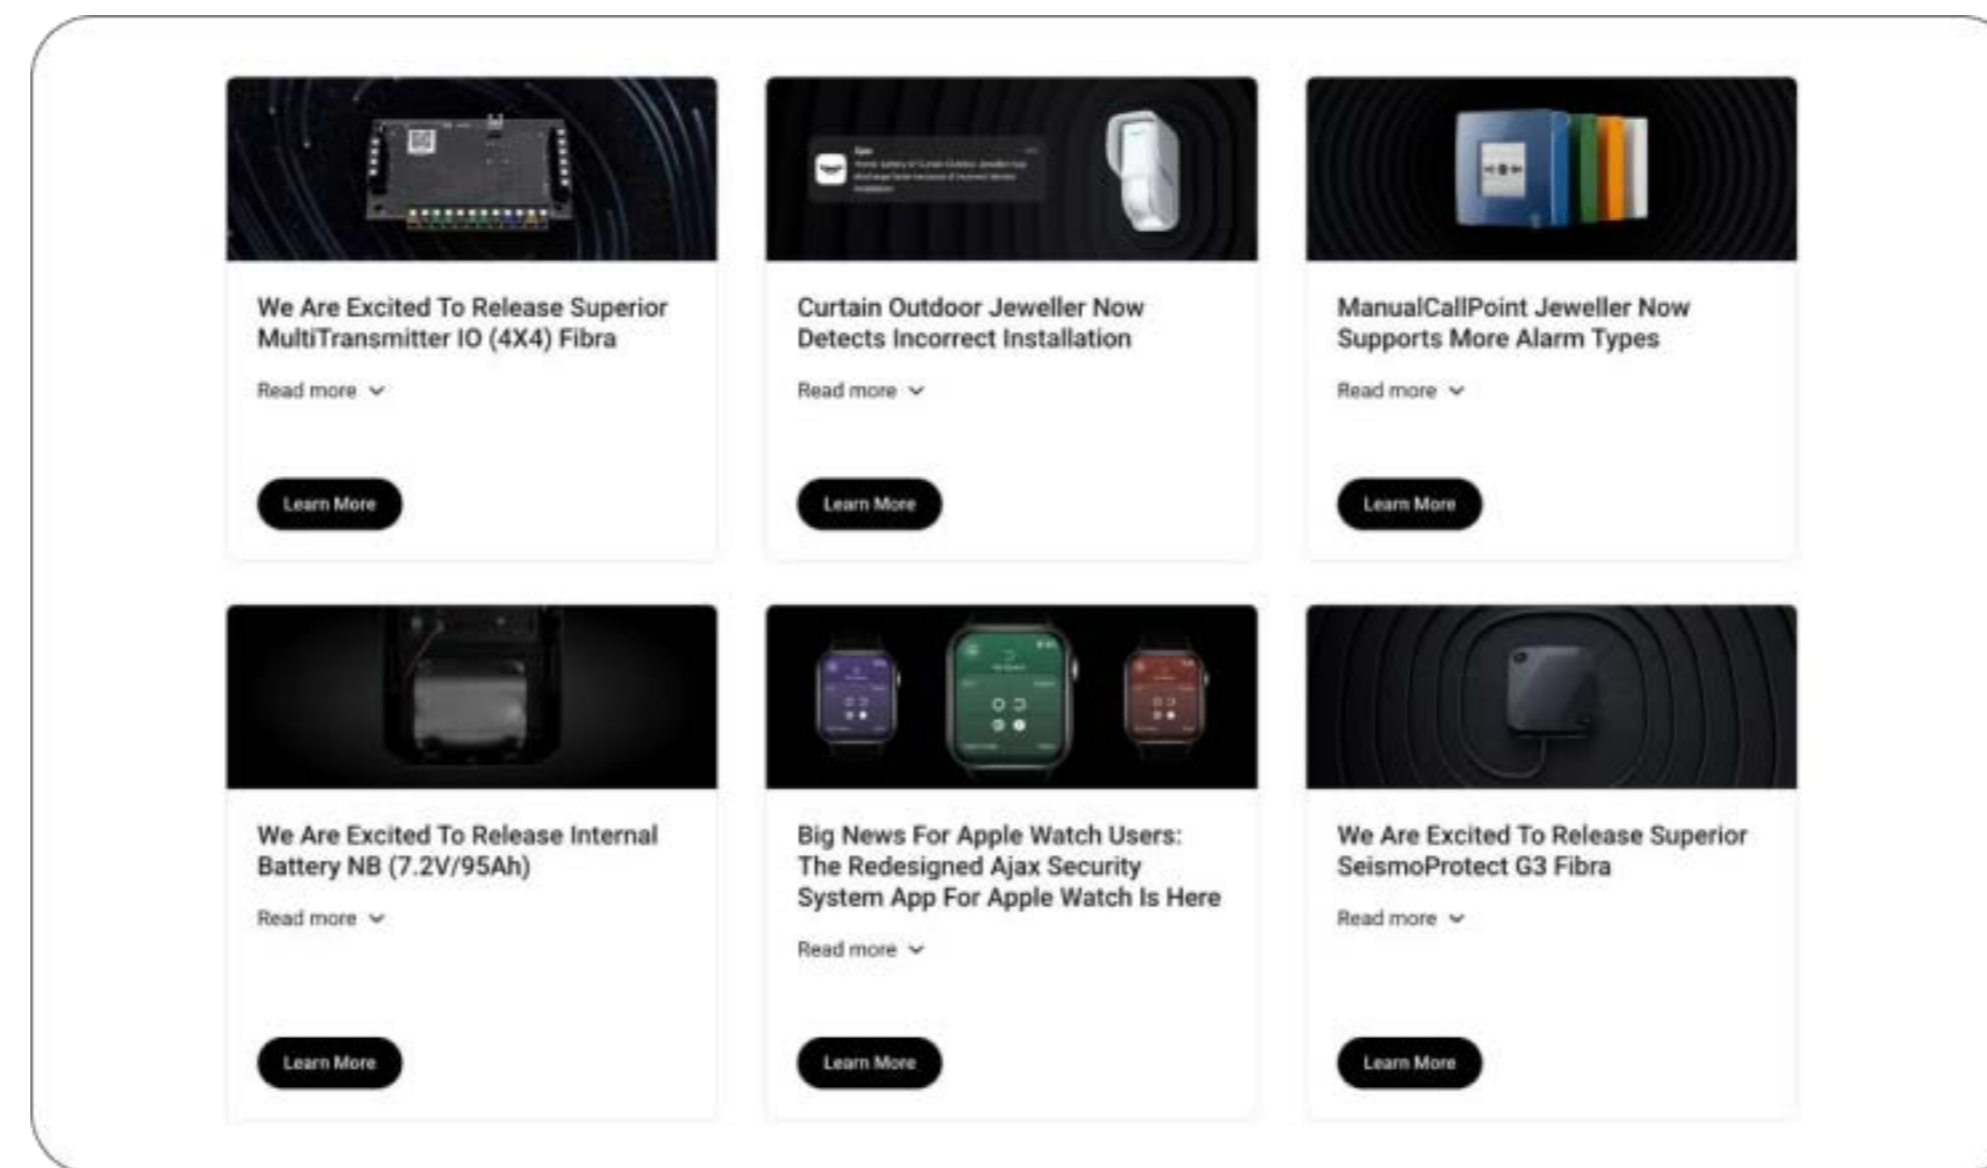 We Are Excited To Release Superior
MultiTransmitter IO (4X4) Fibra
Read more
Learn More
Curtain Outdoor Jeweller Now
Detects Incorrect Installation
Read more
Learn More
ManualCallPoint Jeweller Now
Supports More Alarm Types
Read more
Learn More
We Are Excited To Release Internal
Battery NB (7.2V/95Ah)
Read more
Learn More
Big News For Apple Watch Users:
The Redesigned Ajax Security
System App For Apple Watch Is Here
Read more
Learn More
We Are Excited To Release Superior
SeismoProtect G3 Fibra
Read more
Learn More